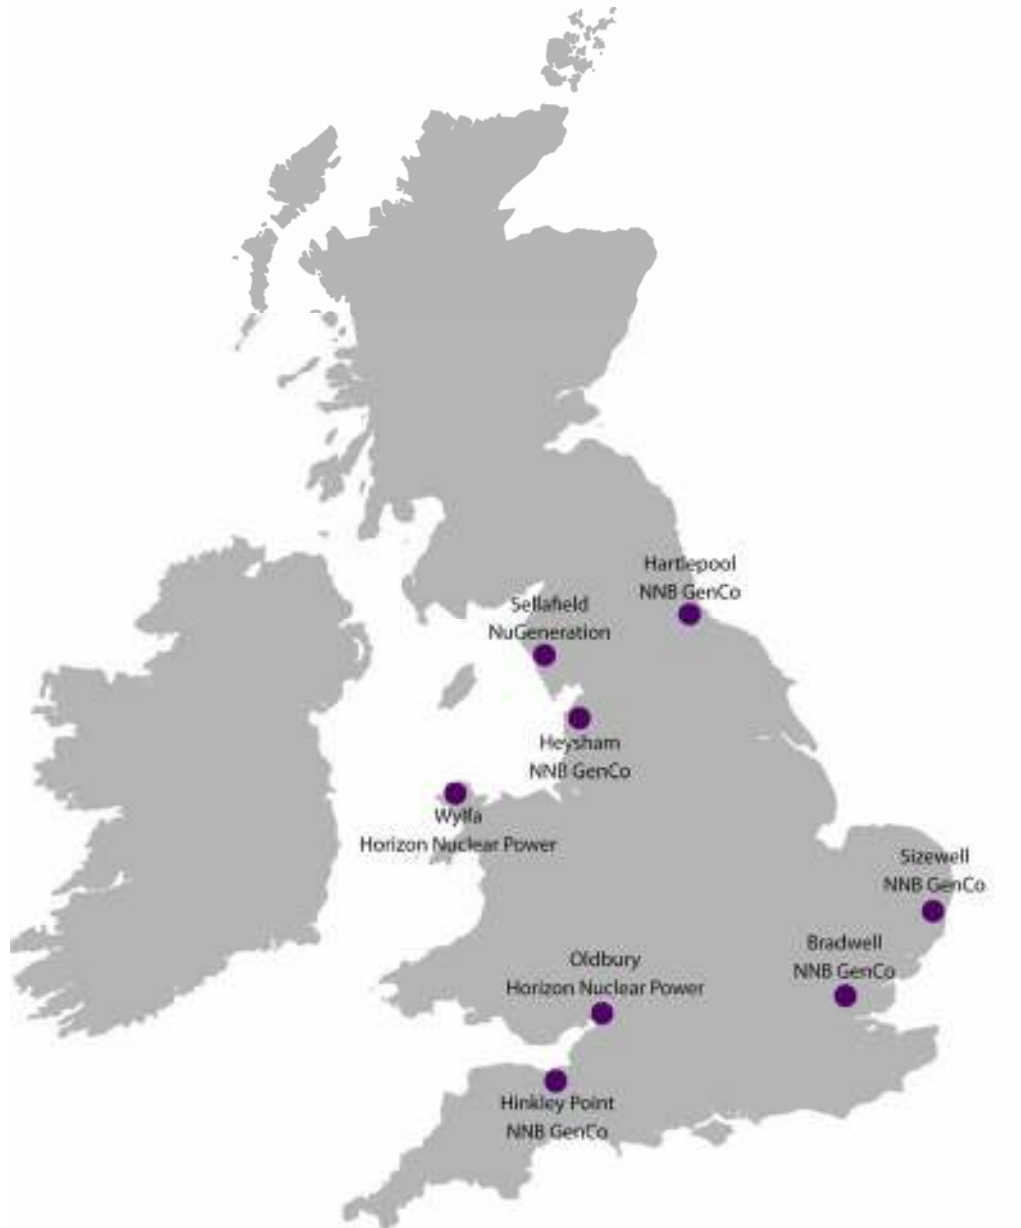 Hartlepool
NNB GenCo
Sellafield
NuGeneration
Heysham
NNB GenCo
Wylfa
Horizon Nuclear Power
Sizewell
NNB GenCo
Bradwell
NNB GenCo
Oldbury
Horizon Nuclear Power
Hinkley Point
NNB GenCo